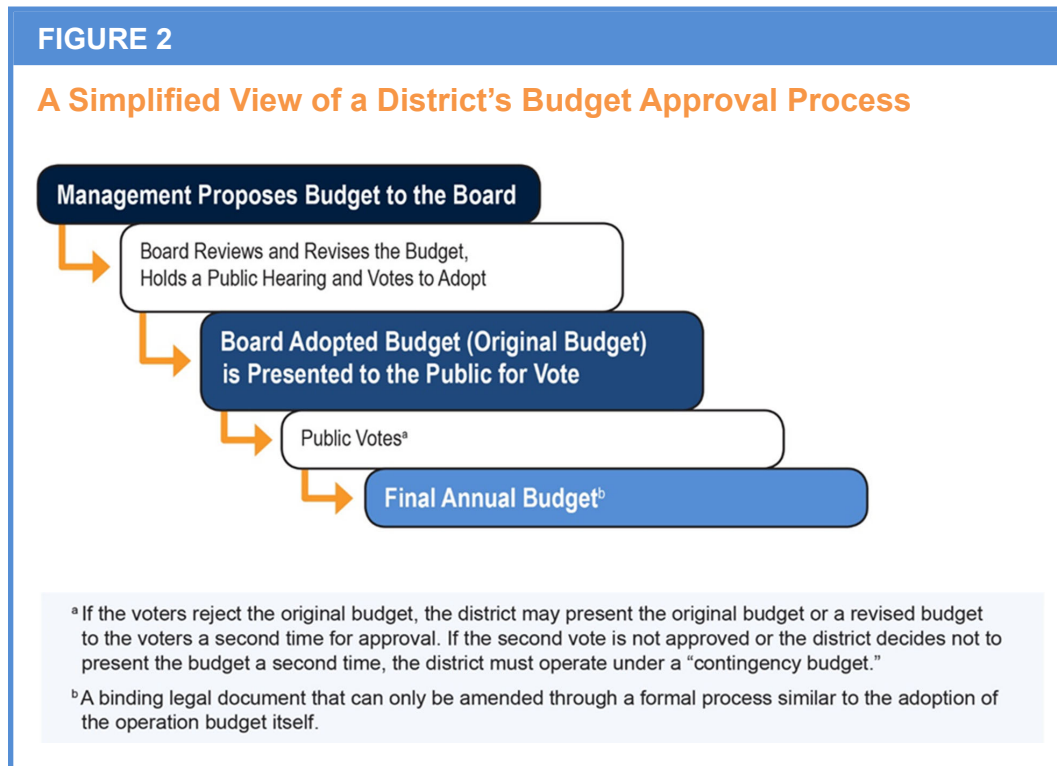 FIGURE 2
A Simplified View of a District’s Budget Approval Process
Management Proposes Budget to the Board
Board Reviews and Revises the Budget,
Holds a Public Hearing and Votes to Adopt
Board Adopted Budget (Original Budget)
is Presented to the Public for Vote
Public Votesᵃ
Final Annual Budgetᵇ
ᵃ If the voters reject the original budget, the district may present the original budget or a revised budget
to the voters a second time for approval. If the second vote is not approved or the district decides not to
present the budget a second time, the district must operate under a “contingency budget.”
ᵇ A binding legal document that can only be amended through a formal process similar to the adoption of
the operation budget itself.